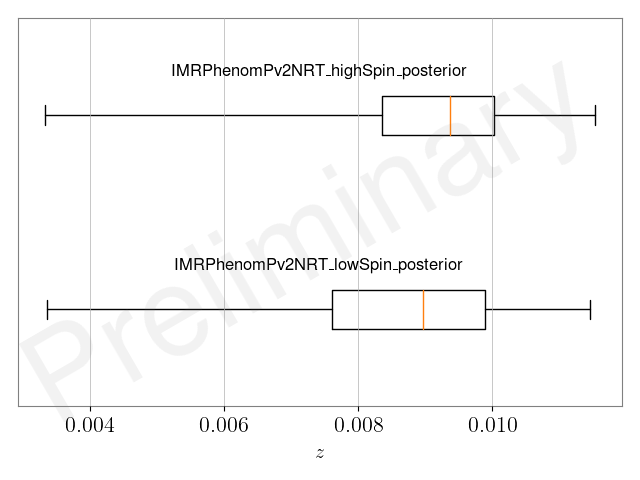 IMRPhenomPv2NRT_highSpin_posterior
Preliminary
IMRPhenomPv2NRT_lowSpin_posterior
0.004 0.006 0.008 0.010
z